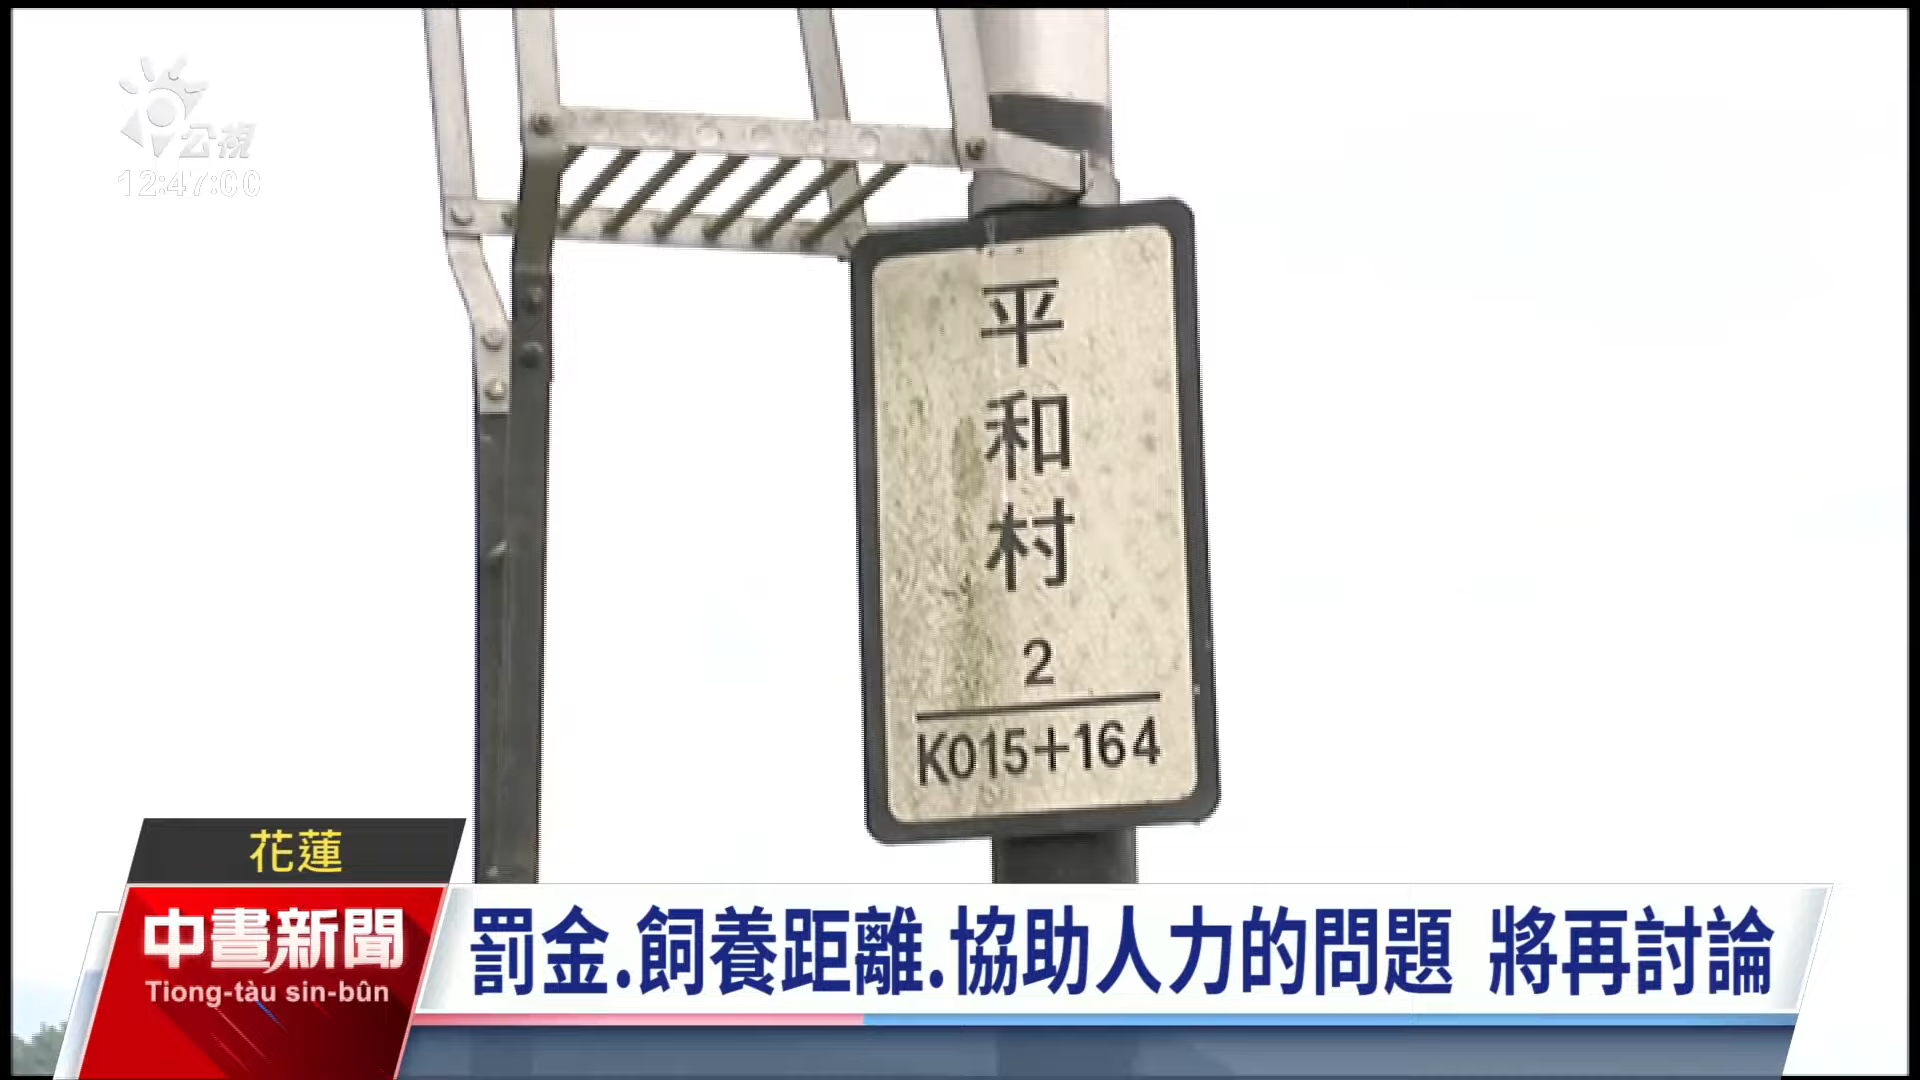 公視
12:47:00
平和村
2
K015+164
花蓮
中晝新聞
Tiong-tàu sin-bûn
罰金.飼養距離.協助人力的問題 將再討論